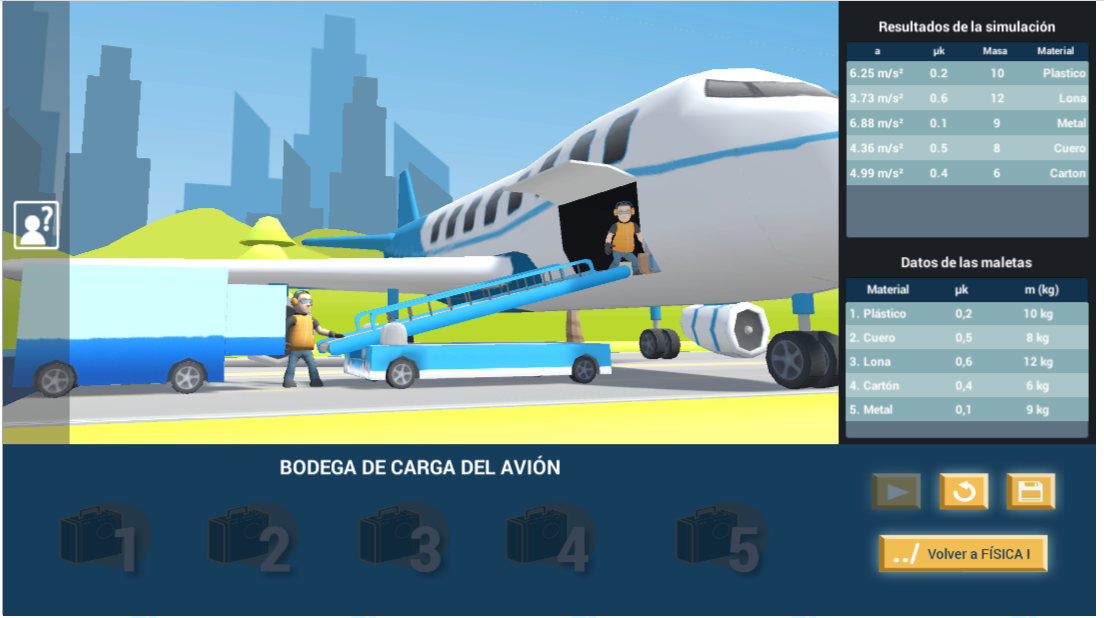 Resultados de la simulación
a μk Masa Material
6.25 m/s² 0.2 10 Plastico
3.73 m/s² 0.6 12 Lona
6.88 m/s² 0.1 9 Metal
4.36 m/s² 0.5 8 Cuero
4.99 m/s² 0.4 6 Carton
?
Datos de las maletas
Material μk m (kg)
1. Plástico 0,2 10 kg
2. Cuero 0,5 8 kg
3. Lona 0,6 12 kg
4. Cartón 0,4 6 kg
5. Metal 0,1 9 kg
BODEGA DE CARGA DEL AVIÓN
1 2 3 4 5
../ Volver a FÍSICA I